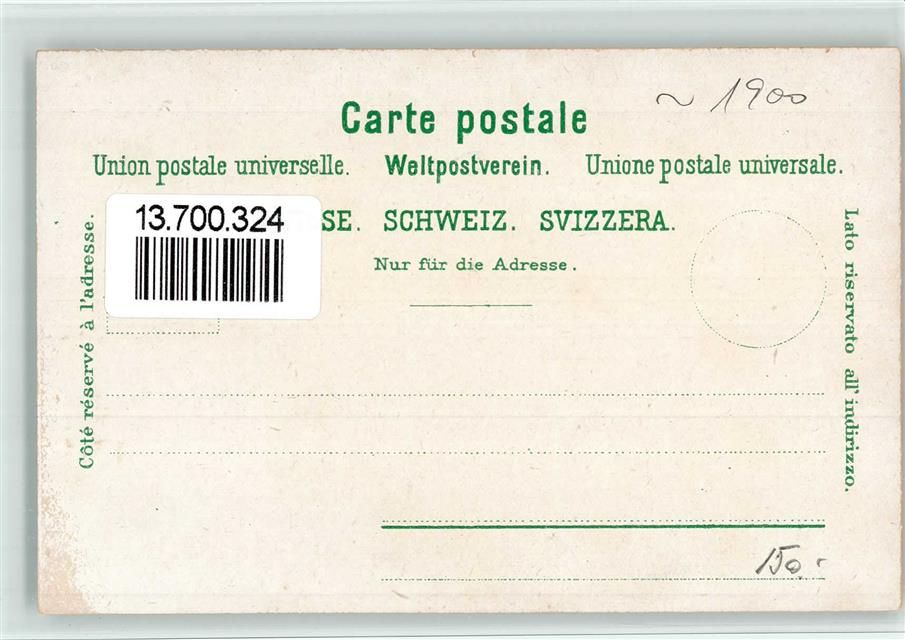 ~ 1900
Carte postale
Union postale universelle. Weltpostverein. Unione postale universale.
13.700.324
SE. SCHWEIZ. SVIZZERA.
Nur für die Adresse.
Côté réservé à l'adresse.
Lato riservato all' indirizzo.
150.-